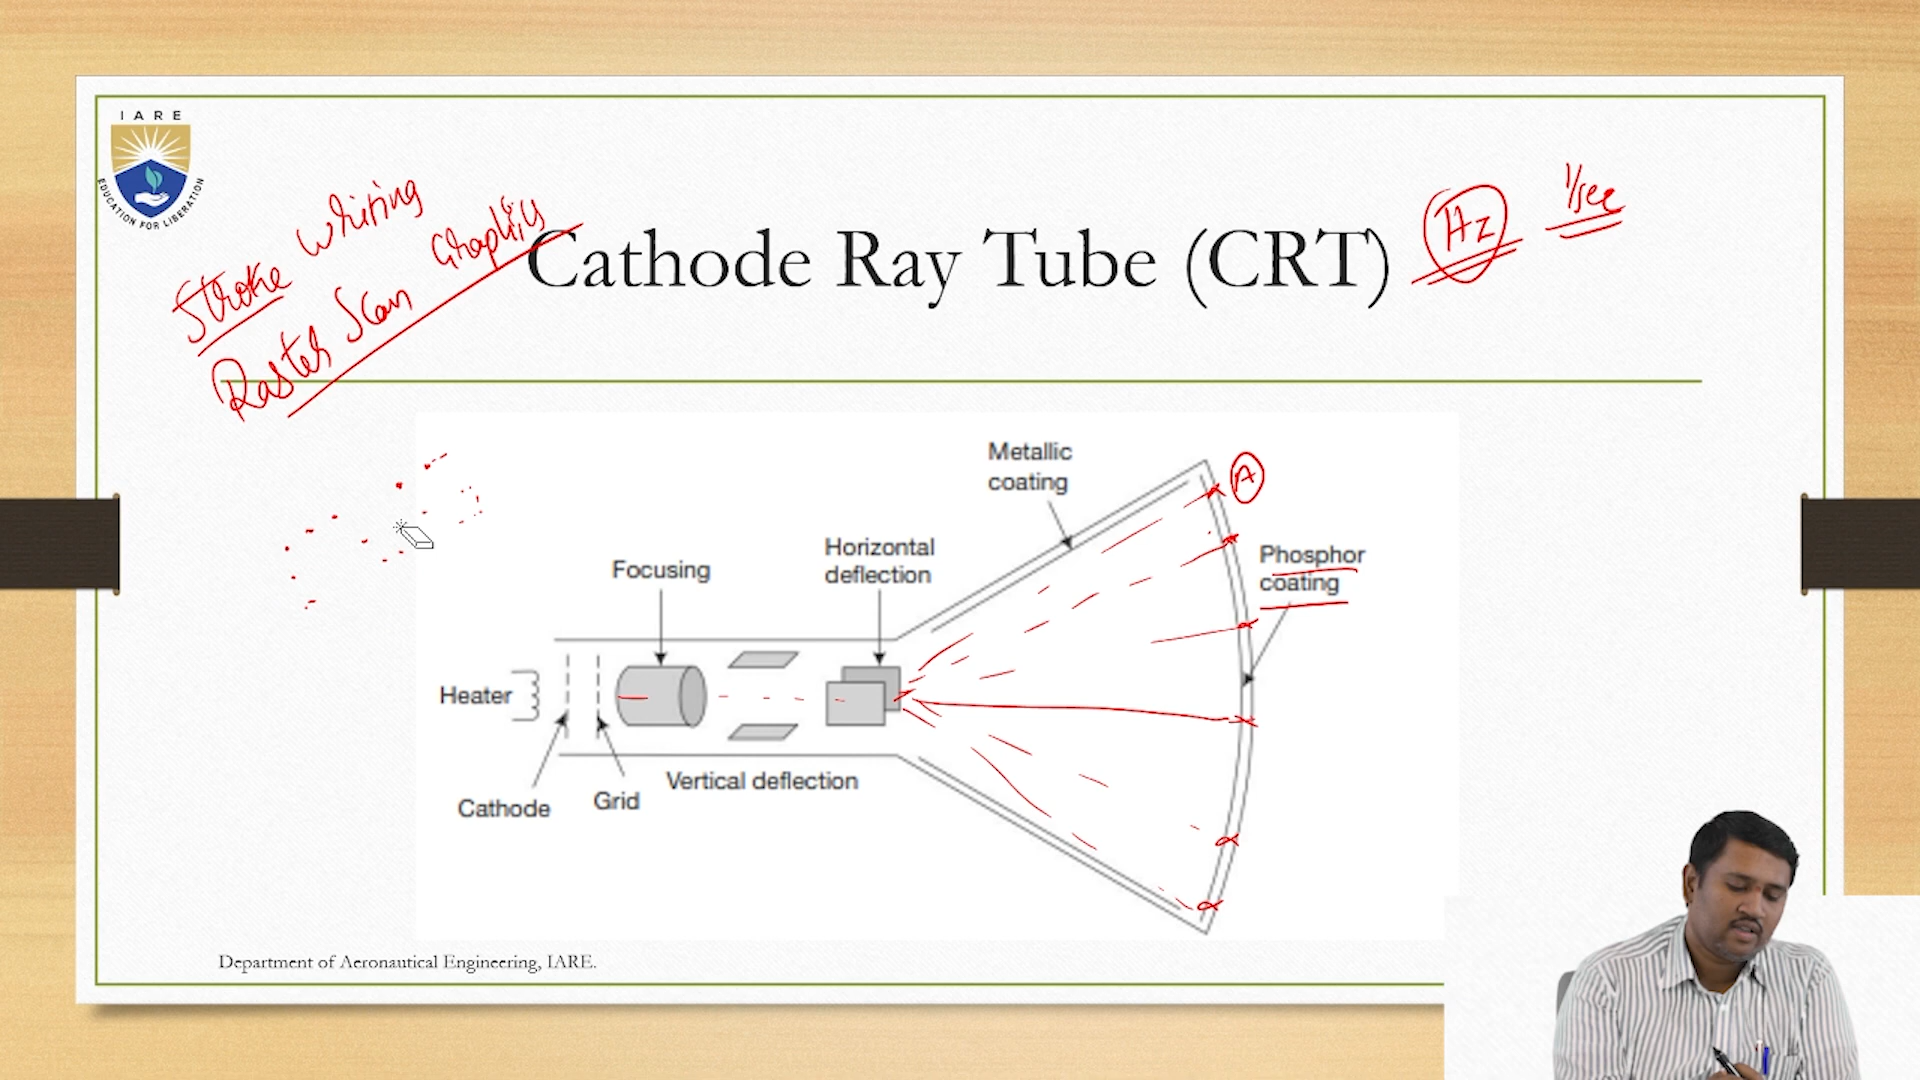 IARE
EDUCATION FOR LIBERATION
Stroke Writing
Raster Scan Graphics
Cathode Ray Tube (CRT)
Hz
1/sec
Metallic
coating
A
Horizontal
deflection
Phosphor
coating
Focusing
Heater
Vertical deflection
Cathode
Grid
Department of Aeronautical Engineering, IARE.